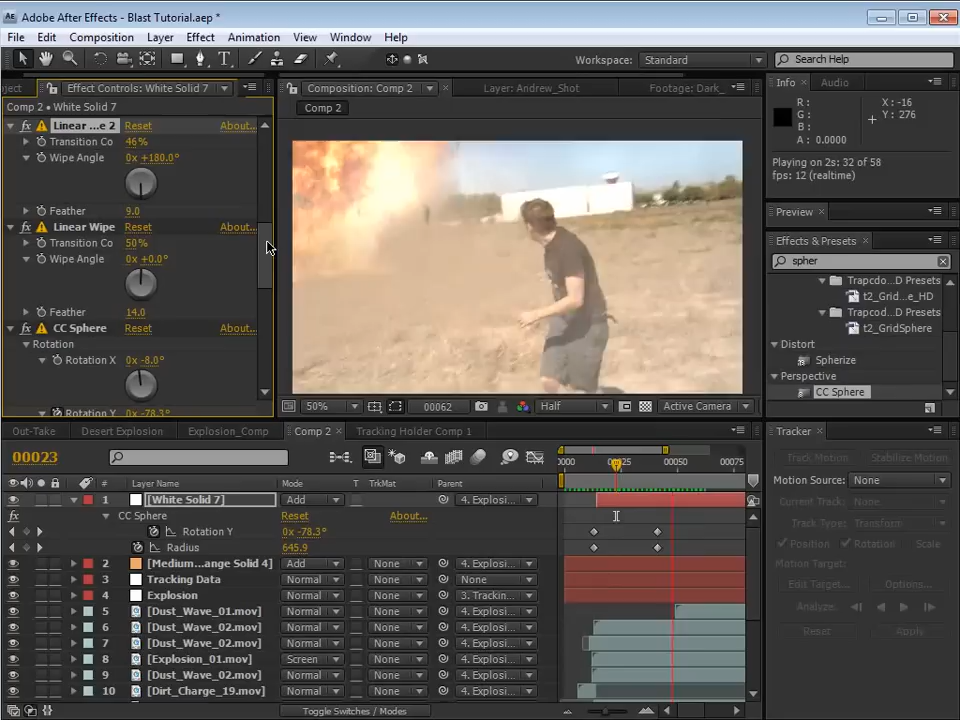 Adobe After Effects - Blast Tutorial.aep *
File Edit Composition Layer Effect Animation View Window Help
Workspace: Standard Search Help
Effect Controls: White Solid 7
Composition: Comp 2 Layer: Andrew_Shot Footage: Dark_
Info Audio
Comp 2 • White Solid 7
Comp 2
Linear ...e 2 Reset About...
Transition Co 46%
Wipe Angle 0x +180.0°
Feather 9.0
Linear Wipe Reset About...
Transition Co 50%
Wipe Angle 0x +0.0°
Feather 14.0
CC Sphere Reset About...
Rotation
Rotation X 0x -8.0°
Rotation Y 0x -78.3°
50% 00062 Half Active Camera
R : X : -16
G : Y : 276
B :
A : 0.0000
Playing on 2s: 32 of 58
fps: 12 (realtime)
Preview
Effects & Presets
spher
Trapcdo...D Presets
t2_Grid...e_HD
Trapcod...D Presets
t2_GridSphere
Distort
Spherize
Perspective
CC Sphere
Out-Take Desert Explosion Explosion_Comp Comp 2 Tracking Holder Comp 1
00023
0000 00025 00050 00075
# Layer Name Mode T TrkMat Parent
1 [White Solid 7] Add 4. Explosi...
CC Sphere Reset About...
Rotation Y 0x -78.3°
Radius 645.9
2 [Medium...ange Solid 4] Add None 4. Explosi...
3 Tracking Data Normal None None
4 Explosion Normal None 3. Trackin...
5 [Dust_Wave_01.mov] Normal None 4. Explosi...
6 [Dust_Wave_02.mov] Normal None 4. Explosi...
7 [Dust_Wave_02.mov] Normal None 4. Explosi...
8 [Explosion_01.mov] Screen None 4. Explosi...
9 [Dust_Wave_02.mov] Normal None 4. Explosi...
10 [Dirt_Charge_19.mov] Normal None 4. Explosi...
Toggle Switches / Modes
Tracker
Track Motion Stabilize Motion
Motion Source: None
Current Track: None
Track Type: Transform
Position Rotation Scale
Motion Target:
Edit Target... Options...
Analyze:
Reset Apply